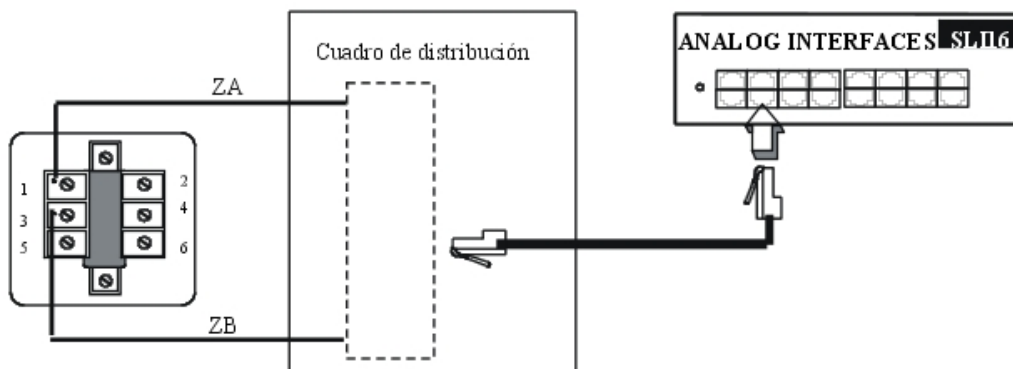 Cuadro de distribución
ANALOG INTERFACES SLI16
ZA
1
2
3
4
5
6
ZB